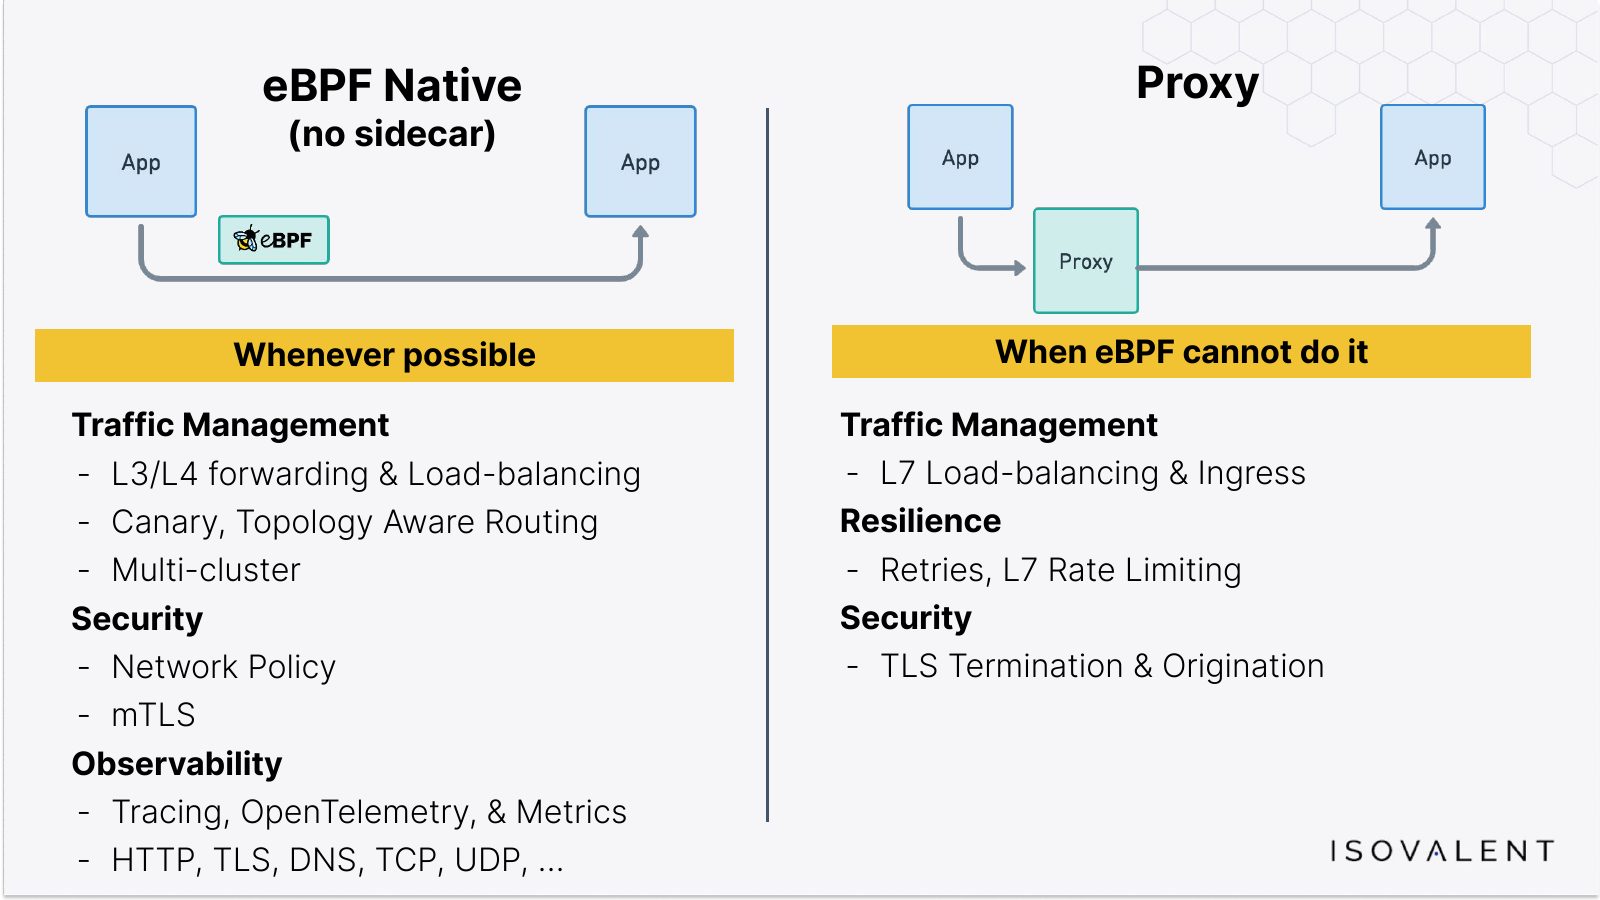 eBPF Native
(no sidecar)
App
App
eBPF
Whenever possible
Traffic Management
- L3/L4 forwarding & Load-balancing
- Canary, Topology Aware Routing
- Multi-cluster
Security
- Network Policy
- mTLS
Observability
- Tracing, OpenTelemetry, & Metrics
- HTTP, TLS, DNS, TCP, UDP, ...
Proxy
App
App
Proxy
When eBPF cannot do it
Traffic Management
- L7 Load-balancing & Ingress
Resilience
- Retries, L7 Rate Limiting
Security
- TLS Termination & Origination
ISOVALENT